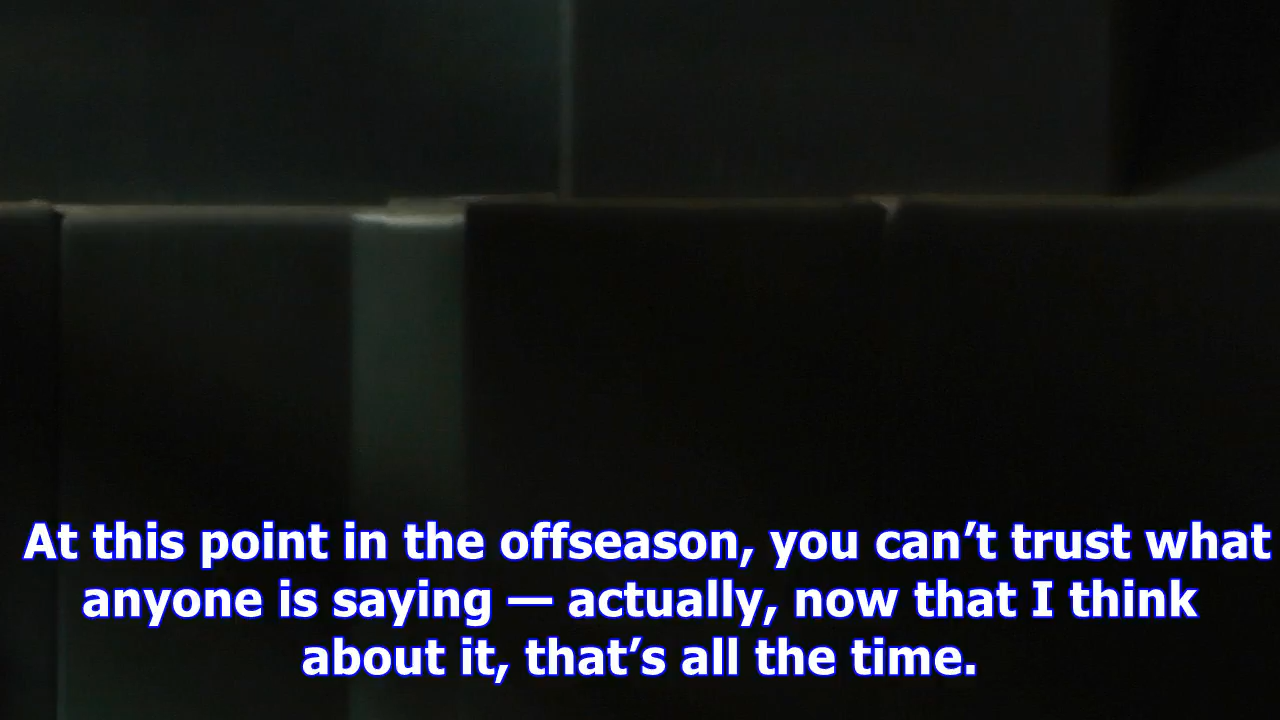 At this point in the offseason, you can’t trust what
anyone is saying — actually, now that I think
about it, that’s all the time.